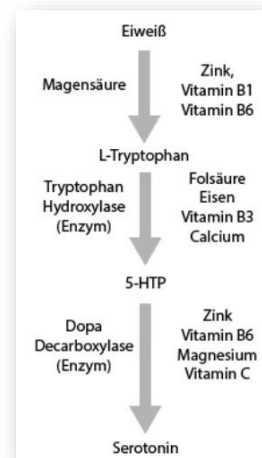 Eiweiß
Magensäure
Zink,
Vitamin B1
Vitamin B6
L-Tryptophan
Tryptophan
Hydroxylase
(Enzym)
Folsäure
Eisen
Vitamin B3
Calcium
5-HTP
Dopa
Decarboxylase
(Enzym)
Zink
Vitamin B6
Magnesium
Vitamin C
Serotonin